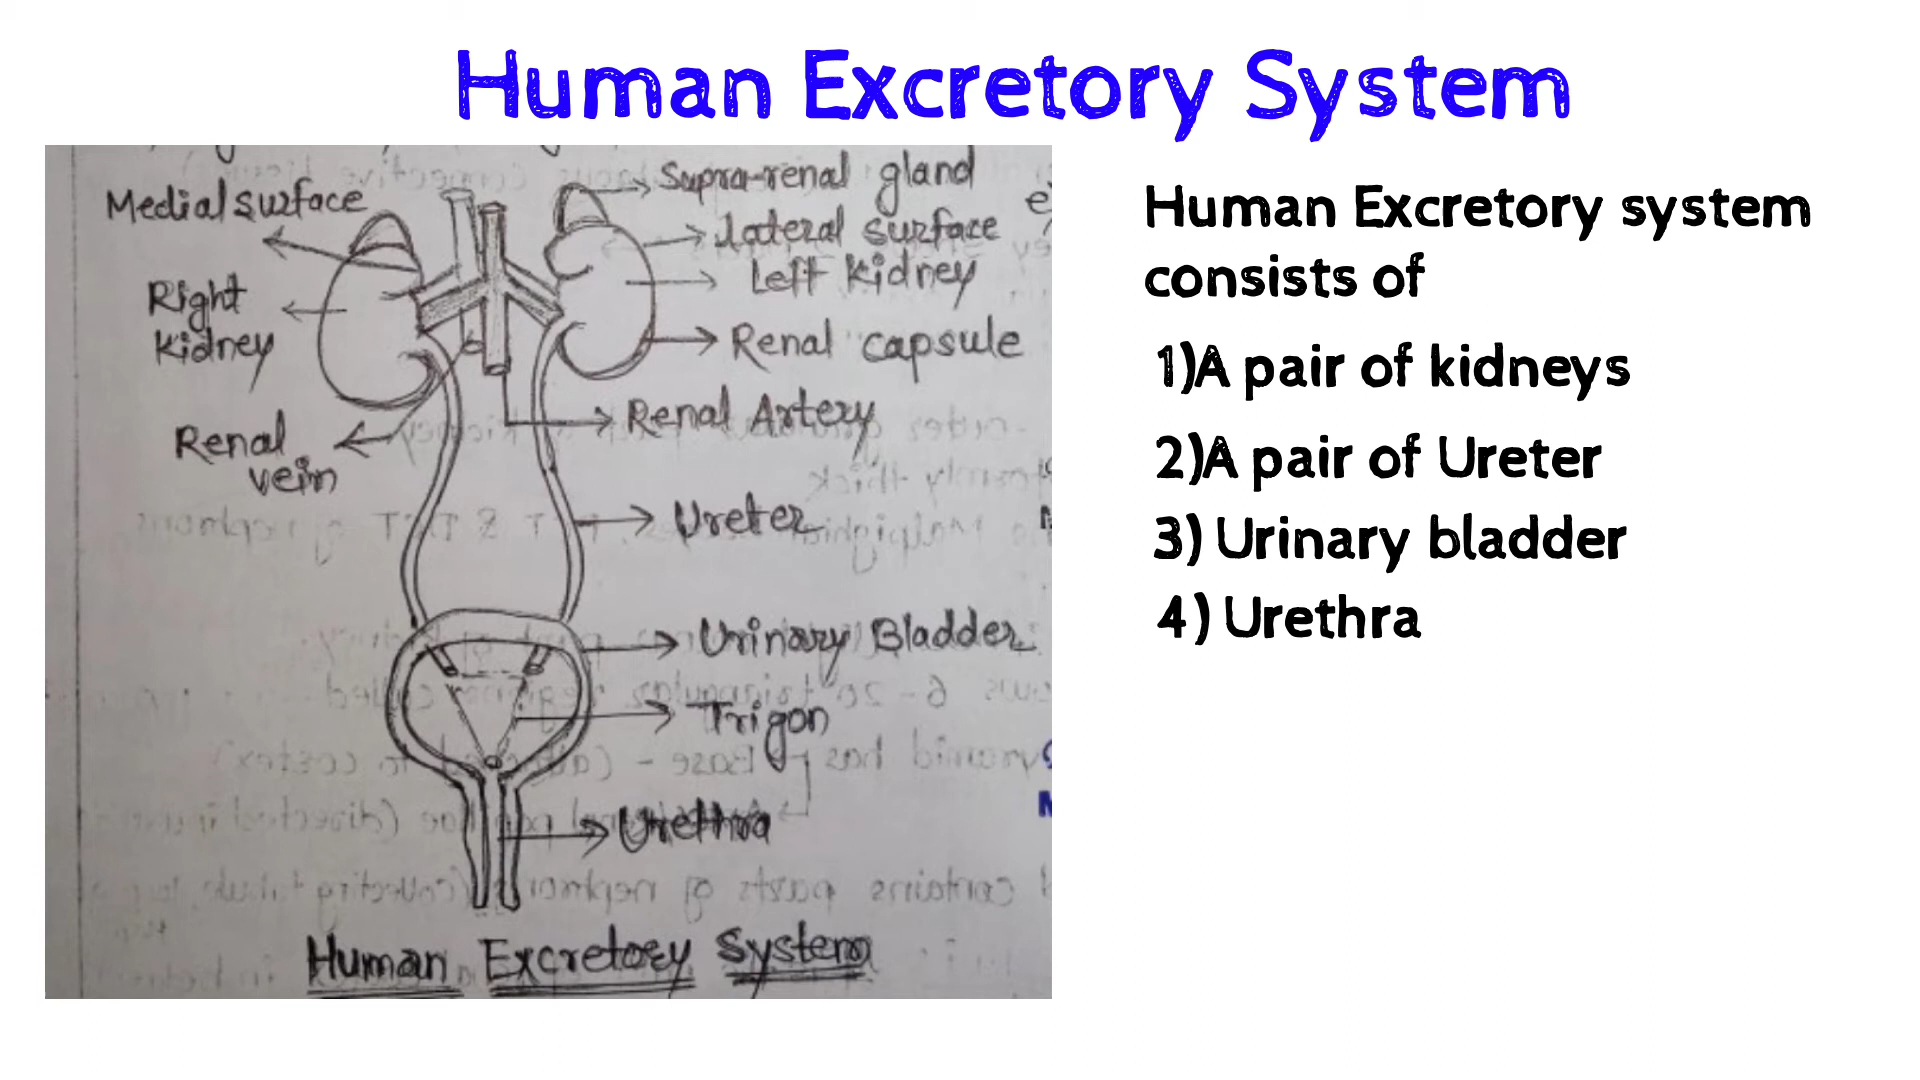 Human Excretory System
Human Excretory system
consists of
1)A pair of kidneys
2)A pair of Ureter
3) Urinary bladder
4) Urethra
Medial surface
Right
kidney
Renal
vein
Supra-renal gland
lateral surface
Left kidney
Renal capsule
Renal Artery
Ureter
Urinary Bladder
Trigon
Urethra
Human Excretory System